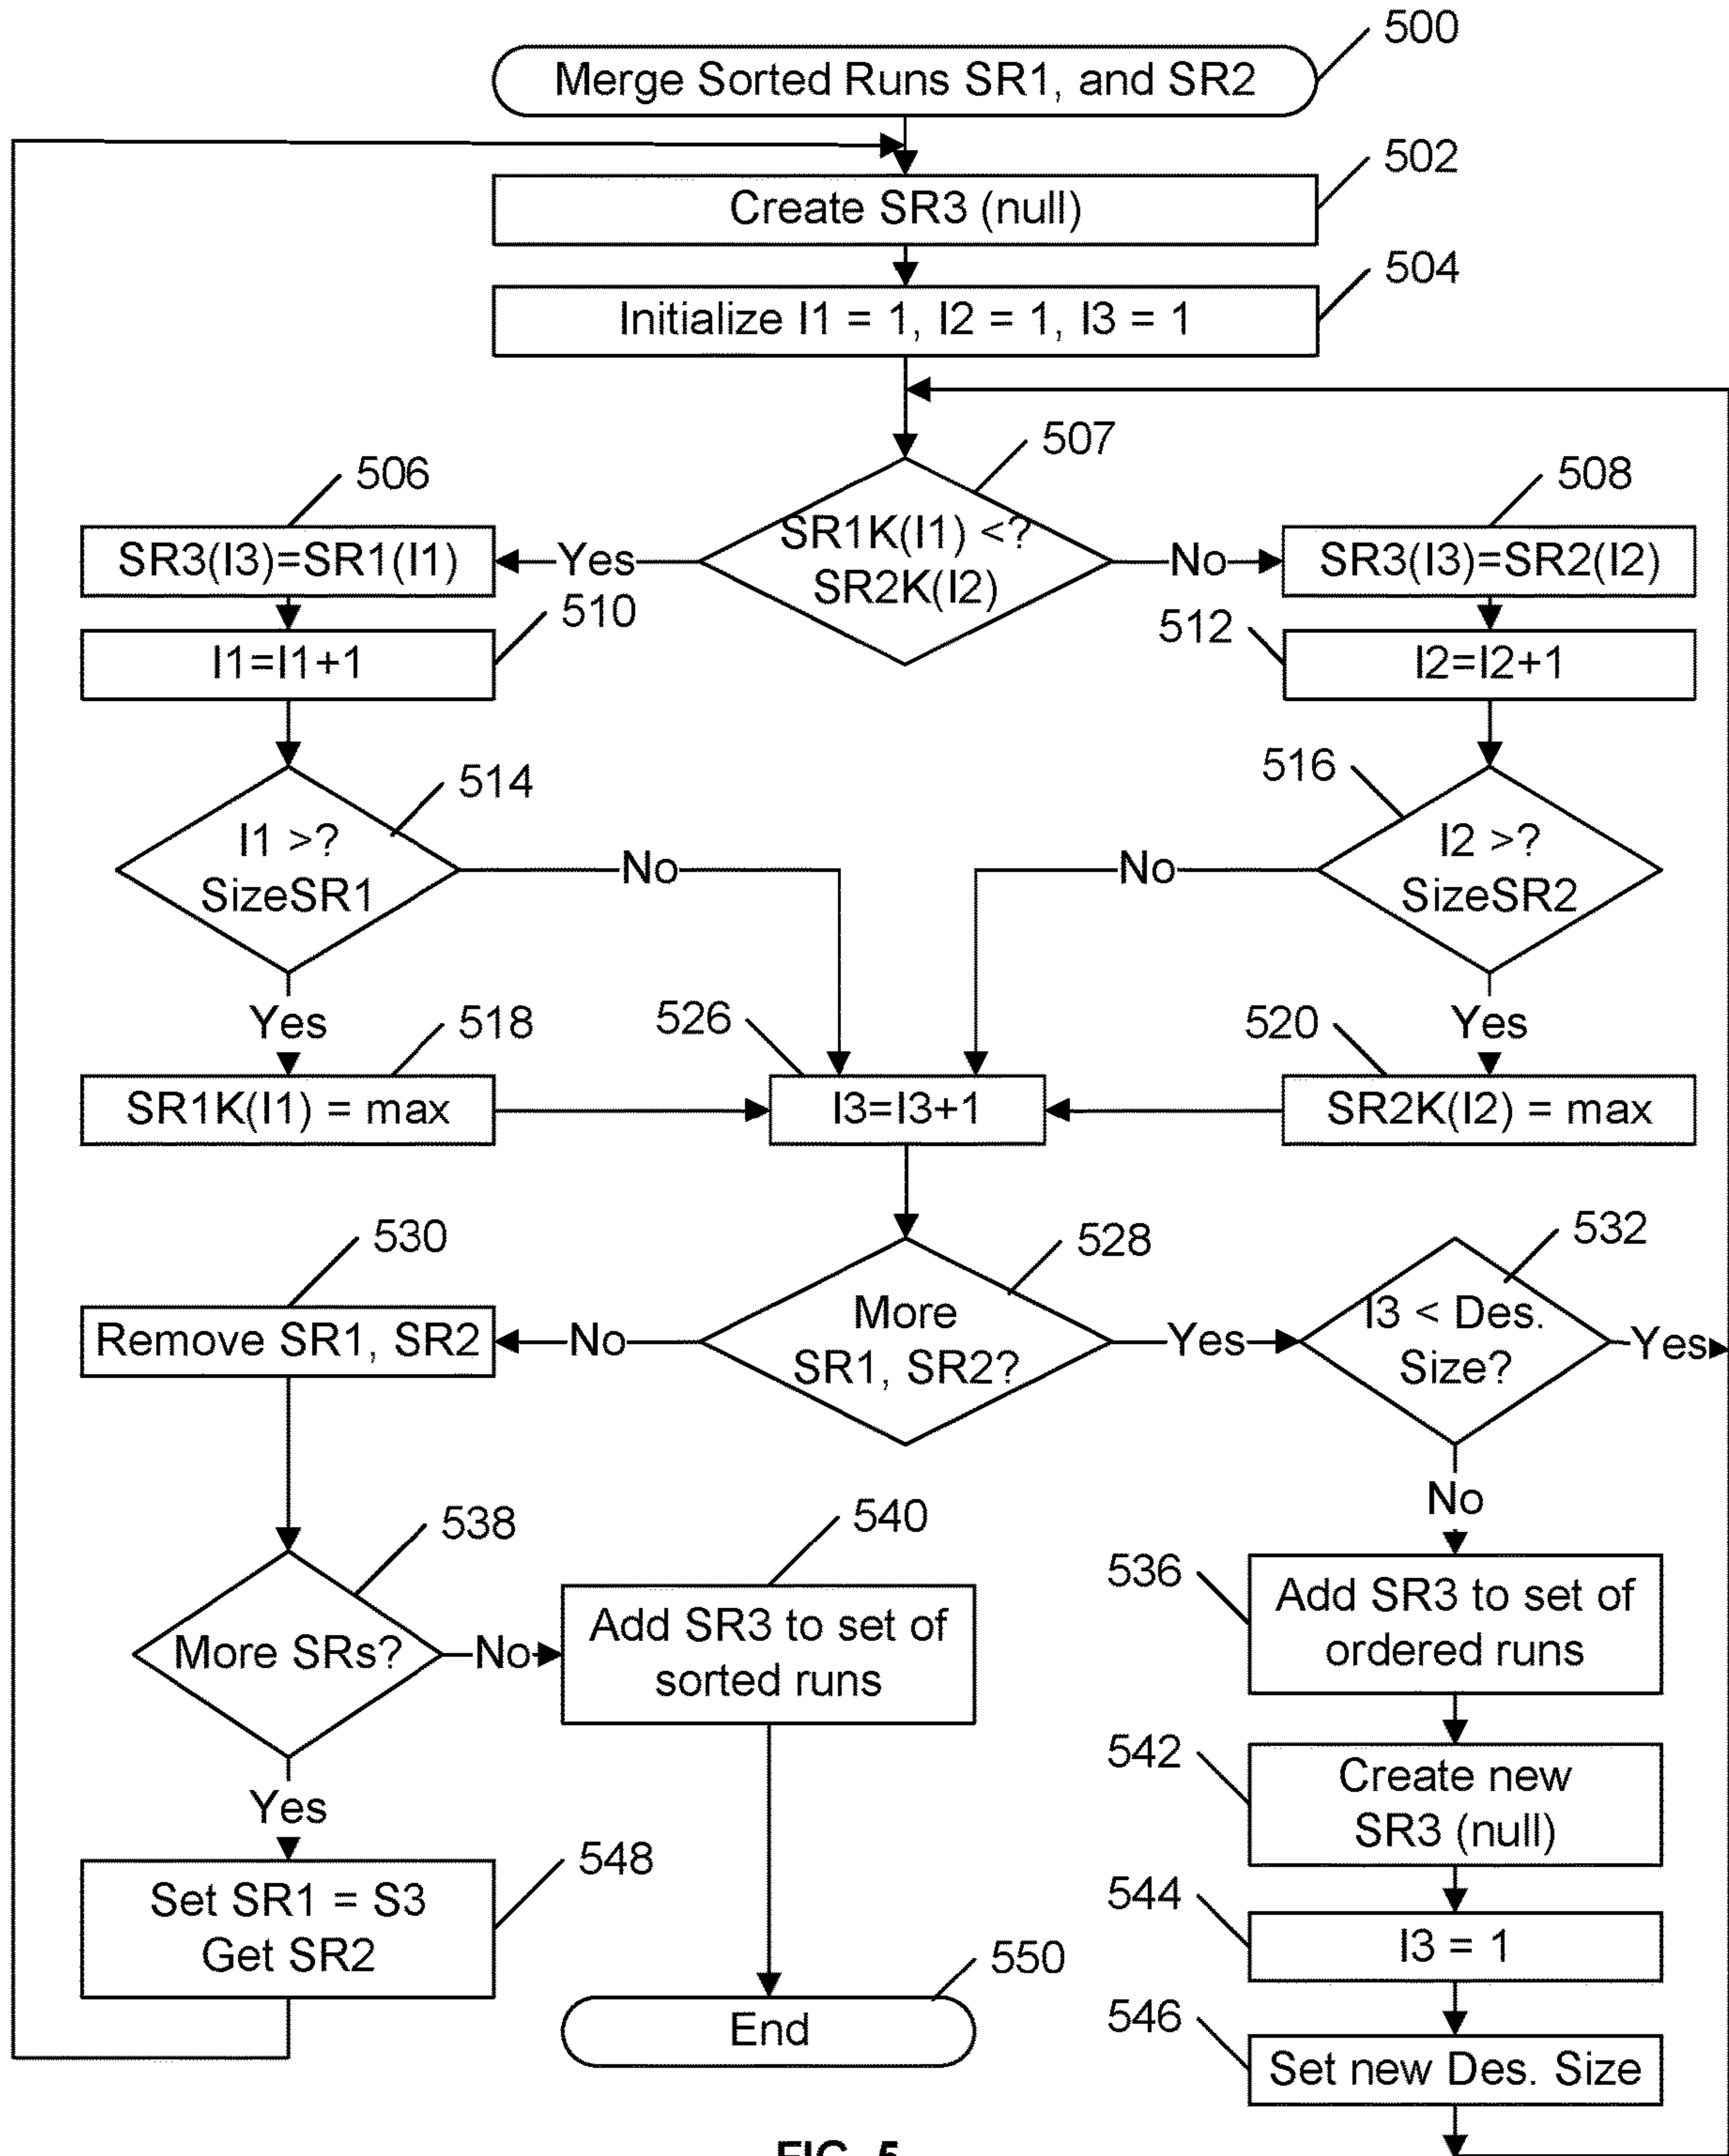 500
Merge Sorted Runs SR1, and SR2
502
Create SR3 (null)
504
Initialize I1 = 1, I2 = 1, I3 = 1
507
506
508
SR1K(I1) <?
SR2K(I2)
Yes
No
SR3(I3)=SR1(I1)
SR3(I3)=SR2(I2)
510
512
I1=I1+1
I2=I2+1
514
516
I1 >?
SizeSR1
No
No
I2 >?
SizeSR2
Yes
518
526
520
Yes
SR1K(I1) = max
I3=I3+1
SR2K(I2) = max
530
528
532
Remove SR1, SR2
No
More
SR1, SR2?
Yes
I3 < Des.
Size?
Yes
No
538
540
536
More SRs?
No
Add SR3 to set of
sorted runs
Add SR3 to set of
ordered runs
542
Create new
SR3 (null)
Yes
548
Set SR1 = S3
Get SR2
544
I3 = 1
550
End
546
Set new Des. Size
FIG. 5